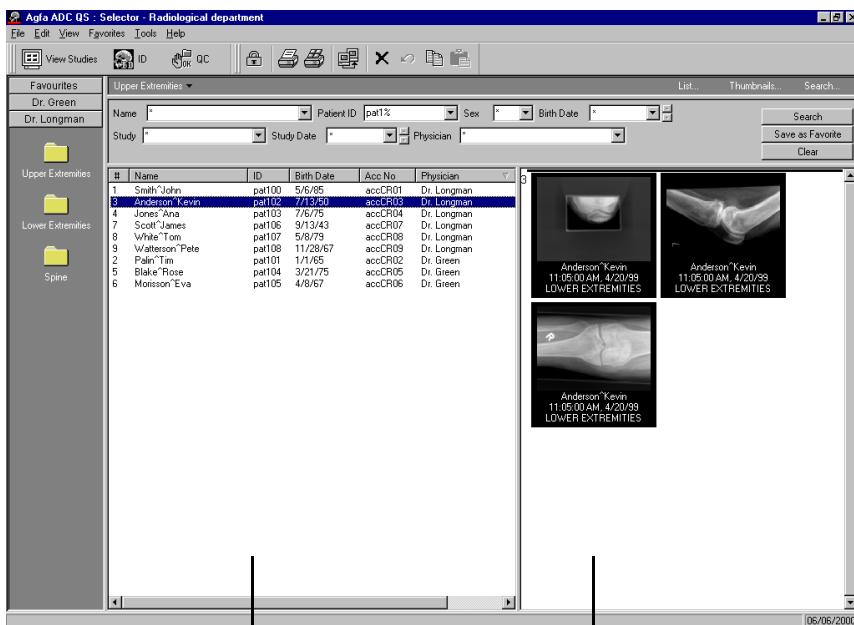 Agfa ADC QS : Selector - Radiological department
File Edit View Favorites Tools Help
View Studies ID OK QC
Favourites
Dr. Green
Dr. Longman
Upper Extremities
Lower Extremities
Spine
Upper Extremities List... Thumbnails... Search...
Name * Patient ID pat1% Sex * Birth Date * Search
Study * Study Date * Physician * Save as Favorite
Clear
# Name ID Birth Date Acc No Physician
1 Smith^John pat100 5/6/85 accCR01 Dr. Longman
3 Anderson^Kevin pat102 7/13/50 accCR03 Dr. Longman
4 Jones^Ana pat103 7/6/75 accCR04 Dr. Longman
7 Scott^James pat106 9/13/43 accCR07 Dr. Longman
8 White^Tom pat107 5/8/79 accCR08 Dr. Longman
9 Watterson^Pete pat108 11/28/67 accCR09 Dr. Longman
2 Palin^Tim pat101 1/1/65 accCR02 Dr. Green
5 Blake^Rose pat104 3/21/75 accCR05 Dr. Green
6 Morisson^Eva pat105 4/8/67 accCR06 Dr. Green
3
Anderson^Kevin
11:05:00 AM, 4/20/99
LOWER EXTREMITIES
Anderson^Kevin
11:05:00 AM, 4/20/99
LOWER EXTREMITIES
R
Anderson^Kevin
11:05:00 AM, 4/20/99
LOWER EXTREMITIES
06/06/2000